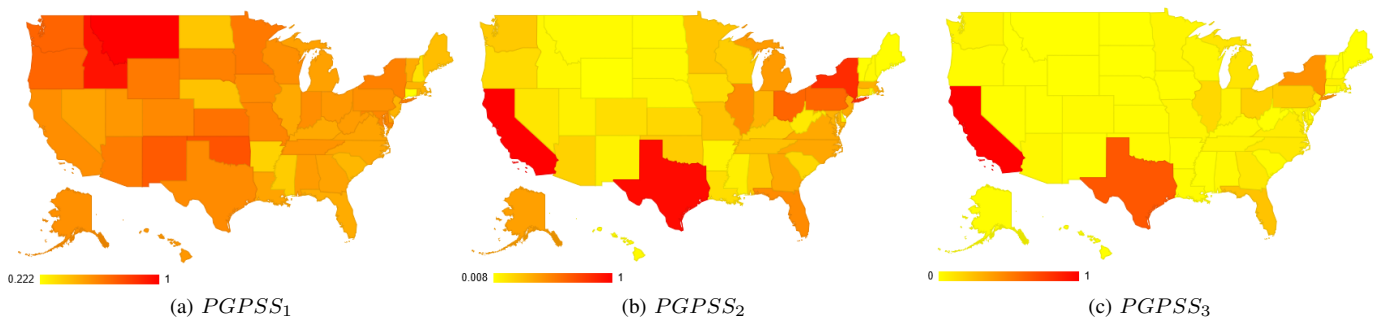 0.222 1
(a) PGPSS₁
0.008 1
(b) PGPSS₂
0 1
(c) PGPSS₃